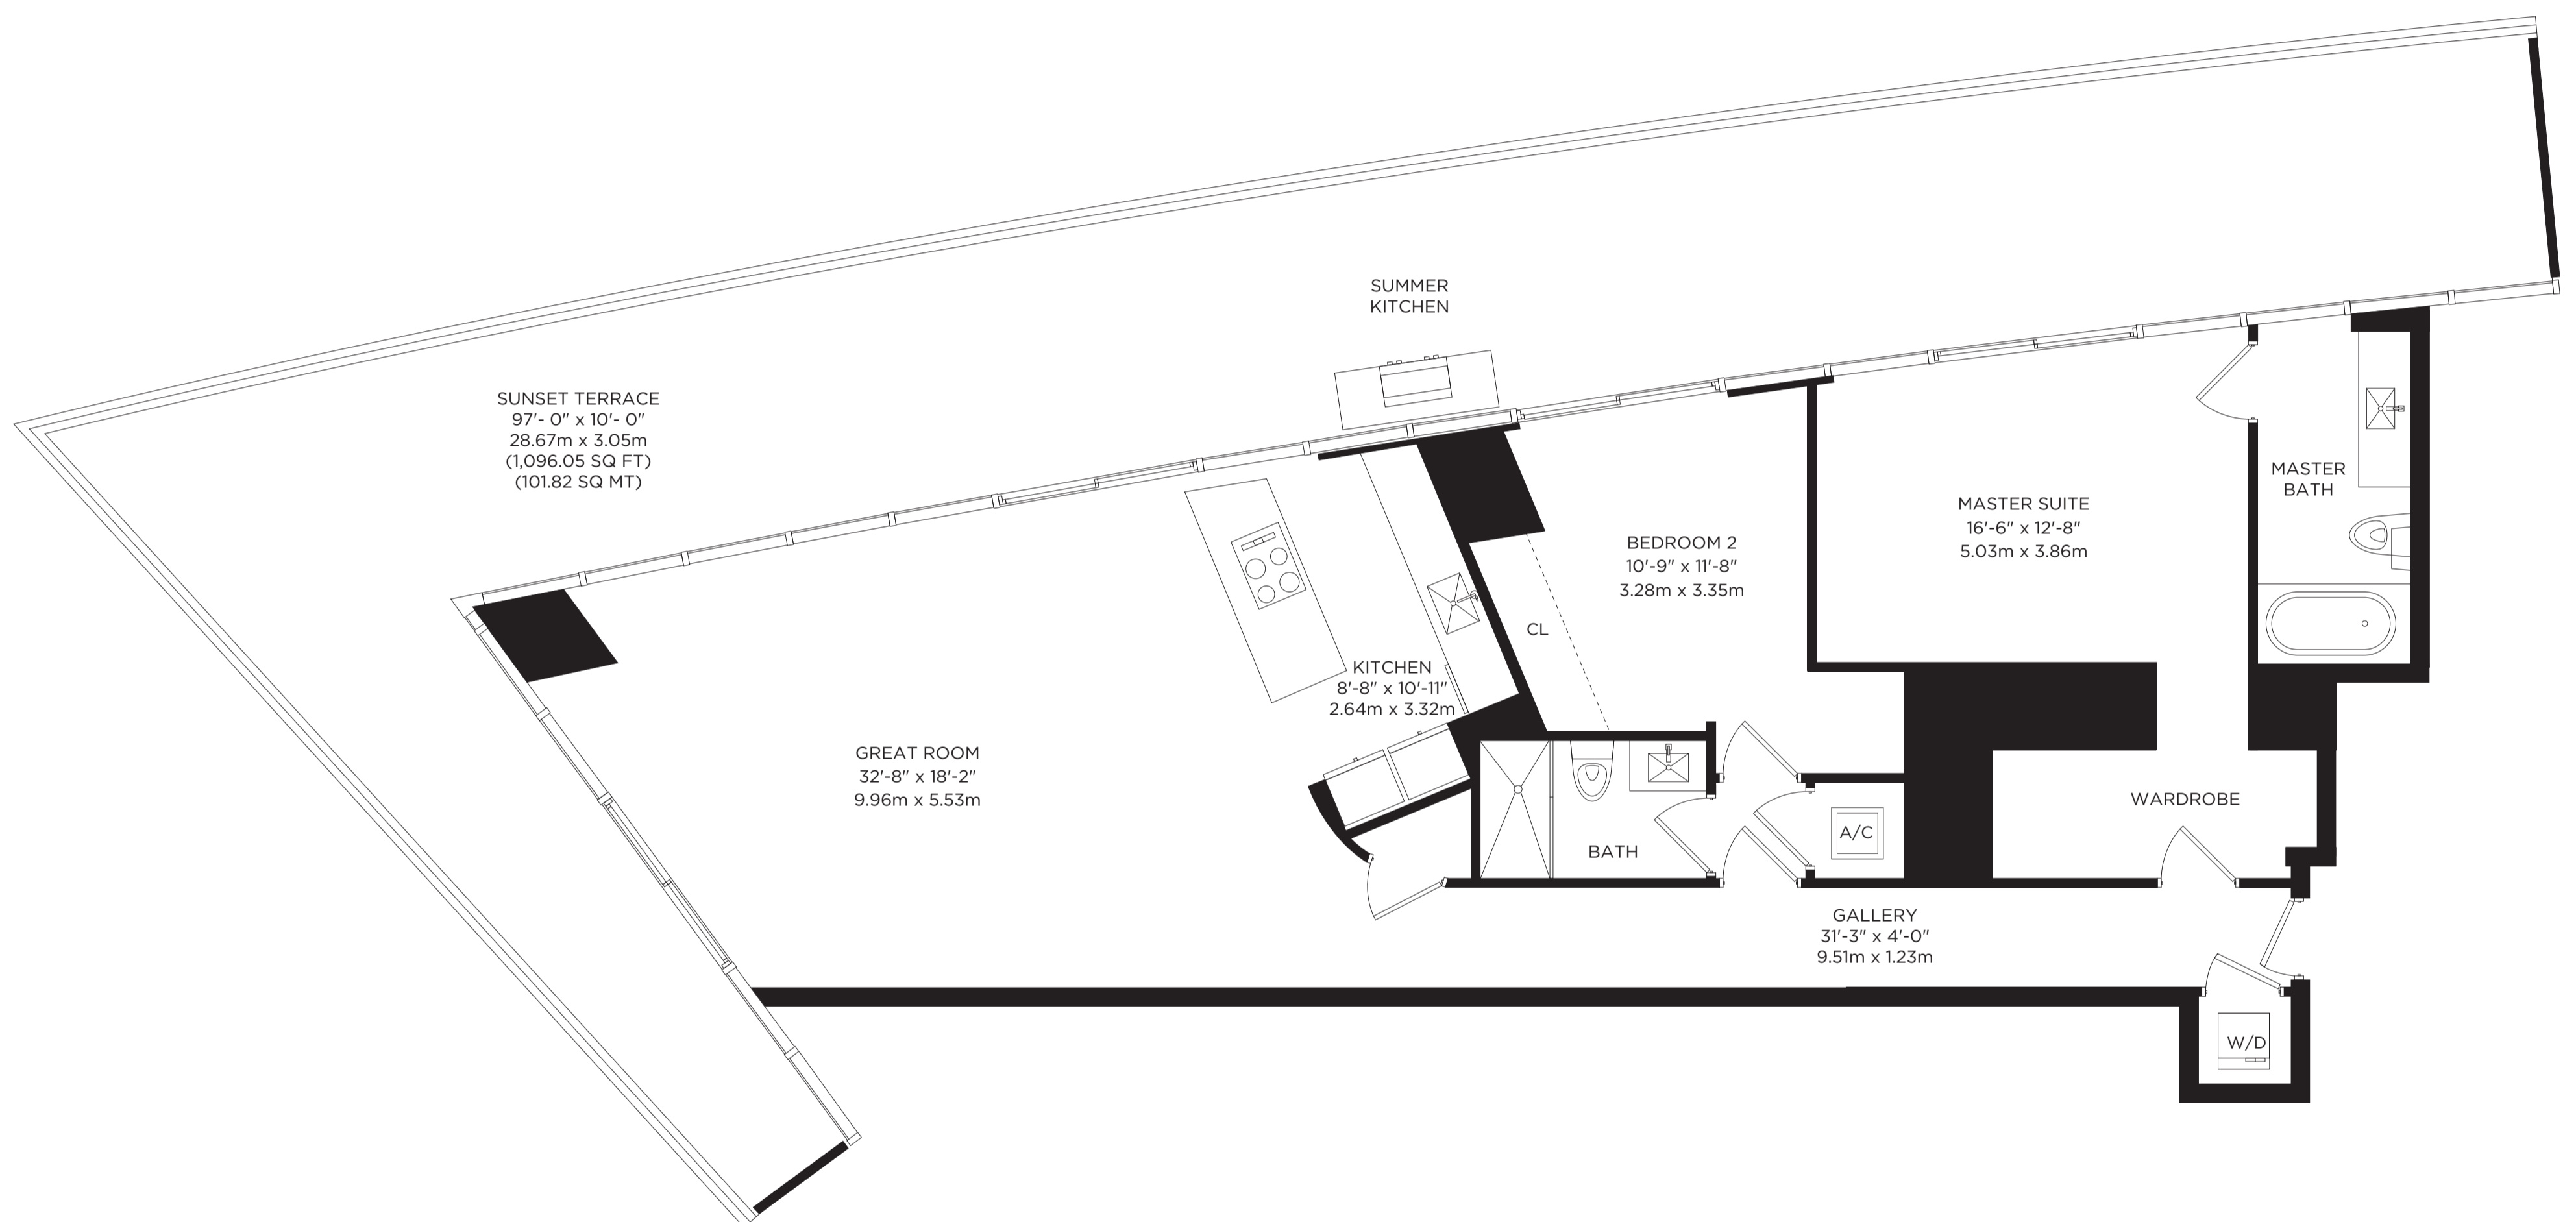 SUMMER
KITCHEN
SUNSET TERRACE
97'- 0" x 10'- 0"
28.67m x 3.05m
(1,096.05 SQ FT)
(101.82 SQ MT)
MASTER
BATH
MASTER SUITE
16'-6" x 12'-8"
5.03m x 3.86m
BEDROOM 2
10'-9" x 11'-8"
3.28m x 3.35m
CL
KITCHEN
8'-8" x 10'-11"
2.64m x 3.32m
GREAT ROOM
32'-8" x 18'-2"
9.96m x 5.53m
WARDROBE
A/C
BATH
GALLERY
31'-3" x 4'-0"
9.51m x 1.23m
W/D